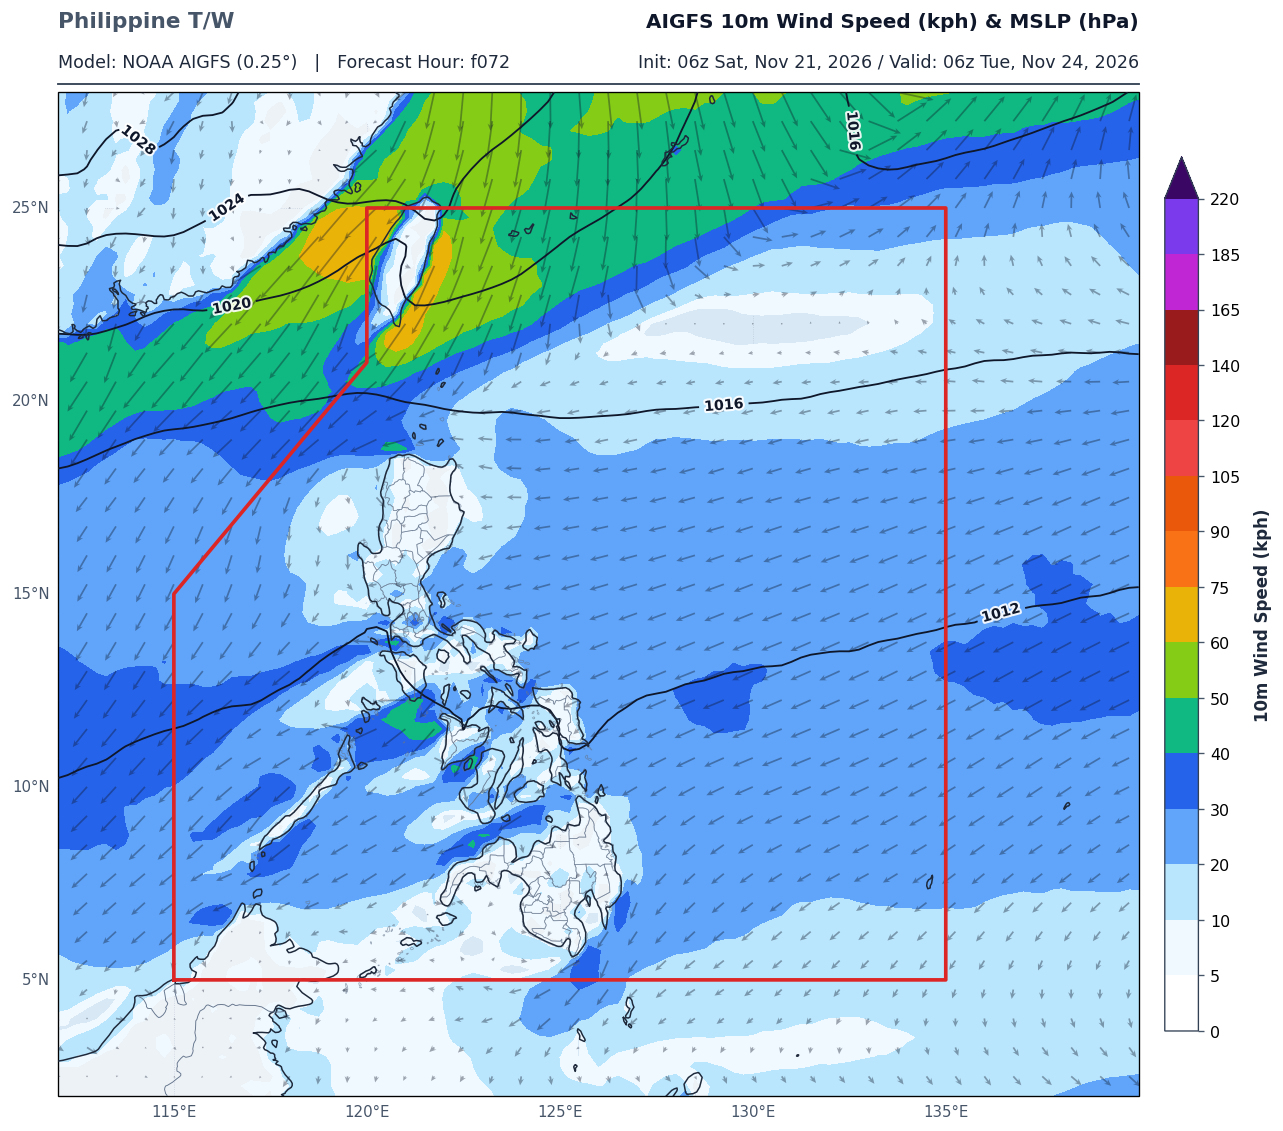 Philippine T/W
AIGFS 10m Wind Speed (kph) & MSLP (hPa)
Model: NOAA AIGFS (0.25°) | Forecast Hour: f072
Init: 06z Sat, Nov 21, 2026 / Valid: 06z Tue, Nov 24, 2026
1028
1016
1024
1020
1016
1012
25°N
20°N
15°N
10°N
5°N
115°E
120°E
125°E
130°E
135°E
220
185
165
140
120
105
90
75
60
50
40
30
20
10
5
0
10m Wind Speed (kph)